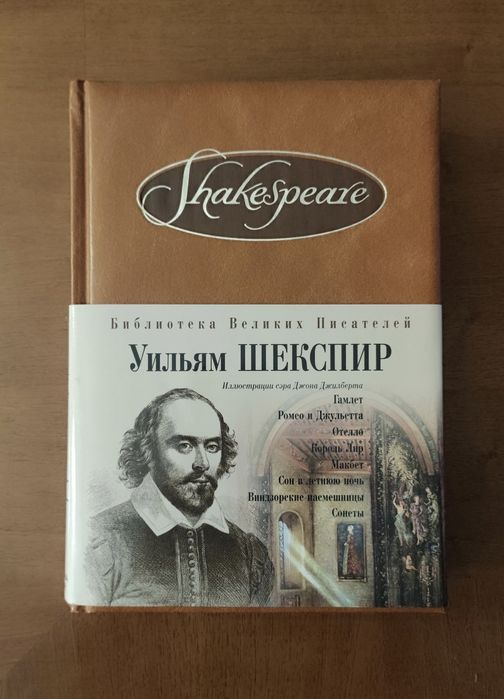 Shakespeare
Библиотека Великих Писателей
Уильям ШЕКСПИР
Иллюстрации сэра Джона Джилберта
Гамлет
Ромео и Джульетта
Отелло
Король Лир
Макбет
Сон в летнюю ночь
Виндзорские насмешницы
Сонеты